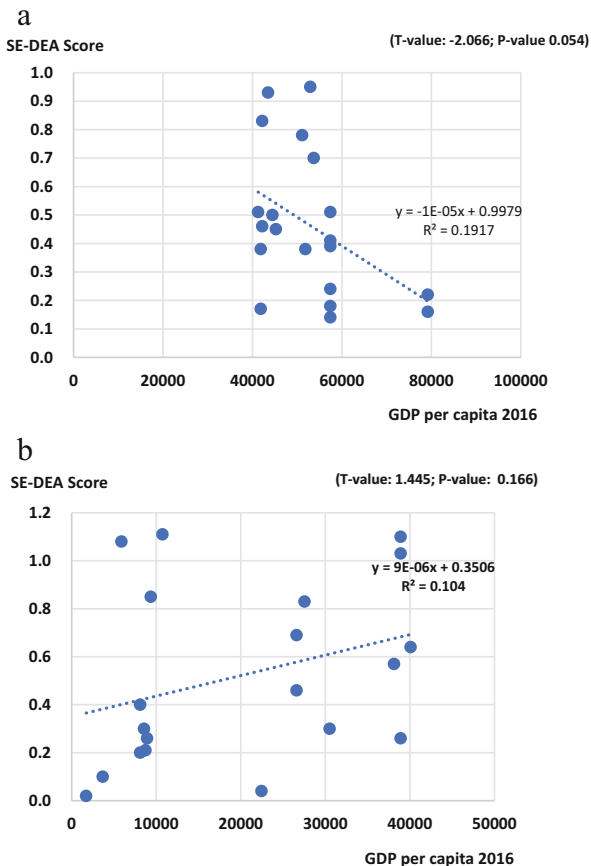 a
SE-DEA Score
(T-value: -2.066; P-value 0.054)
1.0
0.9
0.8
0.7
0.6
0.5
0.4
0.3
0.2
0.1
0.0
y = -1E-05x + 0.9979
R² = 0.1917
0 20000 40000 60000 80000 100000
GDP per capita 2016
b
SE-DEA Score
(T-value: 1.445; P-value: 0.166)
1.2
1.0
0.8
0.6
0.4
0.2
0.0
y = 9E-06x + 0.3506
R² = 0.104
0 10000 20000 30000 40000 50000
GDP per capita 2016